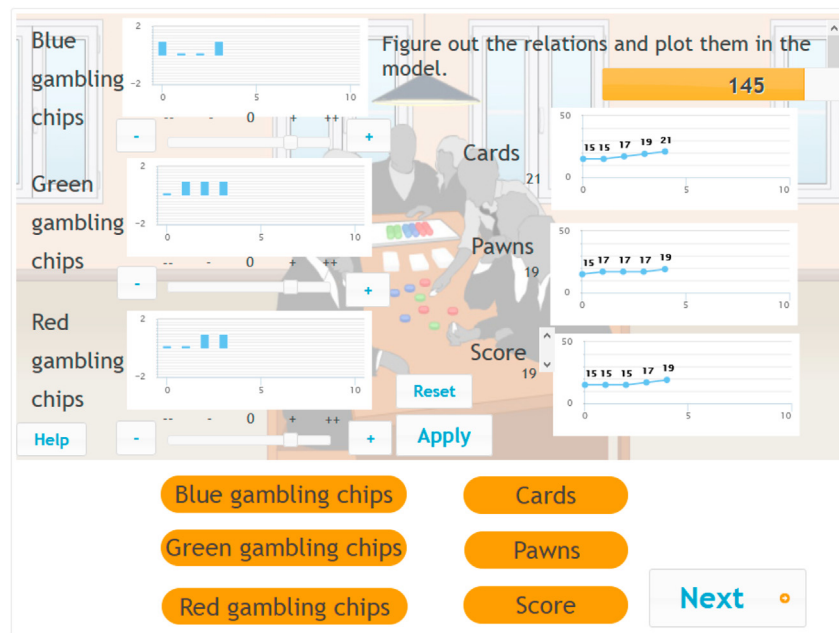 Blue
gambling
chips
2
-2
0
5
10
-- - 0 + ++
- +
Green
gambling
chips
2
-2
0
5
10
-- - 0 + ++
- +
Red
gambling
chips
2
-2
0
5
10
-- - 0 + ++
- +
Help
Figure out the relations and plot them in the
model.
145
Cards
21
50
15 15 17 19 21
0
0
5
10
Pawns
19
50
15 17 17 17 19
0
0
5
10
Score
19
50
15 15 15 17 19
0
0
5
10
Reset
Apply
Blue gambling chips
Cards
Green gambling chips
Pawns
Red gambling chips
Score
Next